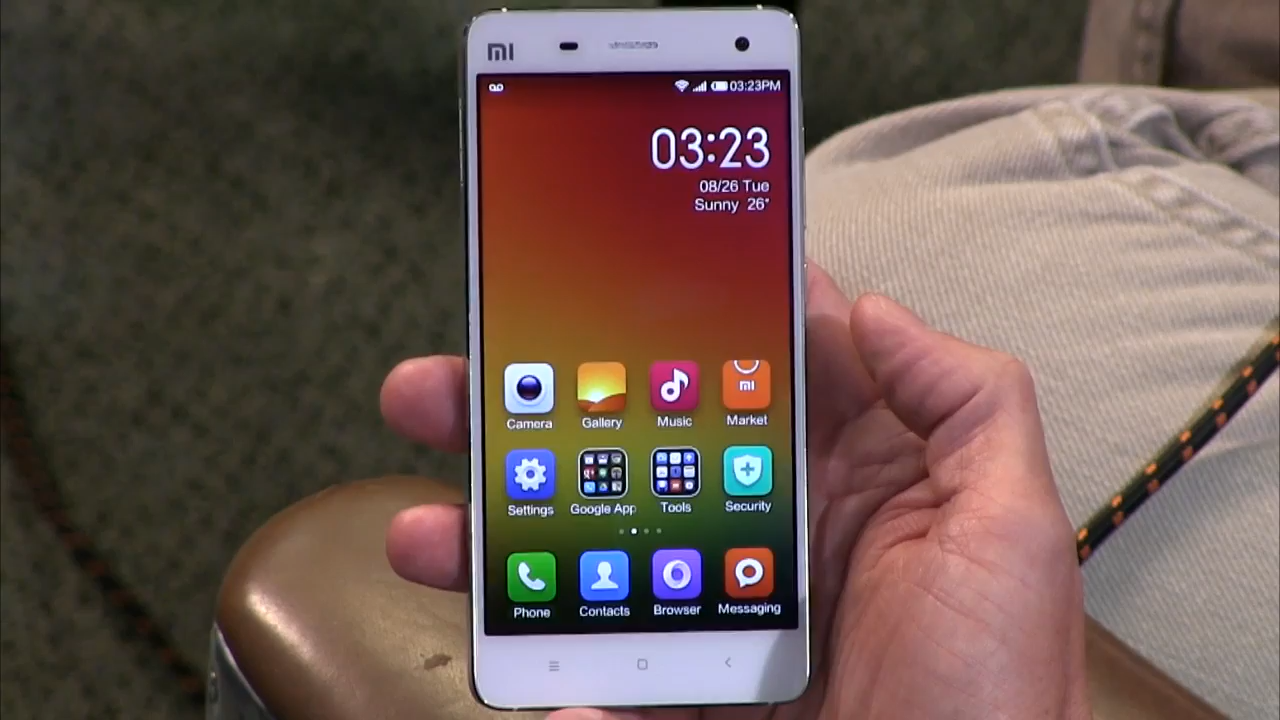 mi
03:23PM
03:23
08/26 Tue
Sunny 26°
mi
Camera Gallery Music Market
Settings Google App Tools Security
Phone Contacts Browser Messaging